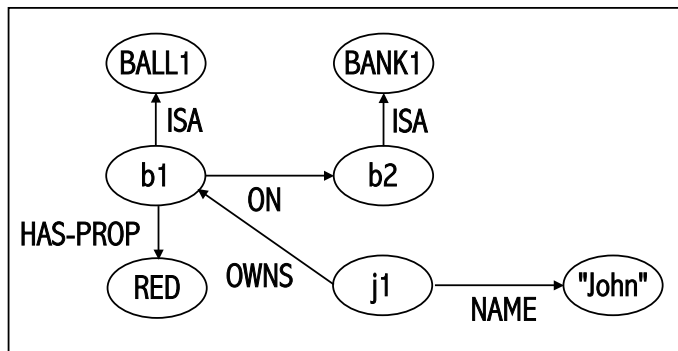 BALL1 BANK1
ISA ISA
b1 b2
ON
HAS-PROP
OWNS
RED j1 "John"
NAME